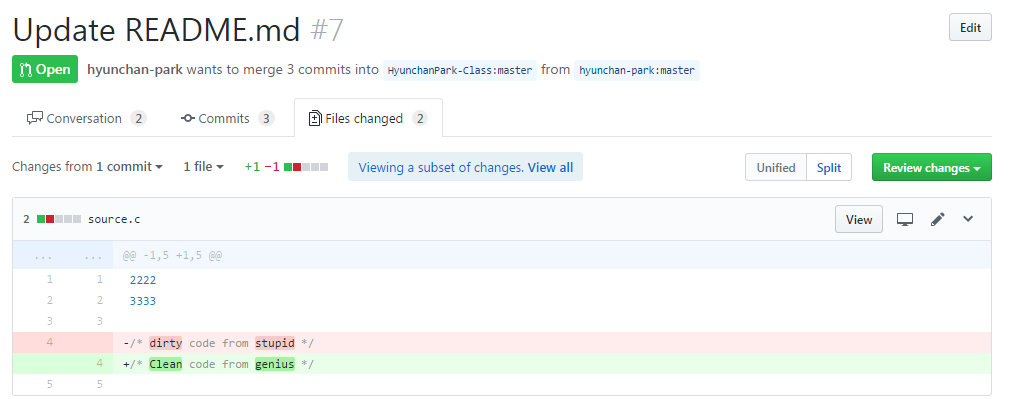 Update README.md #7
Edit
Open hyunchan-park wants to merge 3 commits into HyunchanPark-Class:master from hyunchan-park:master
Conversation 2 Commits 3 Files changed 2
Changes from 1 commit 1 file +1 −1 Viewing a subset of changes. View all Unified Split Review changes
2 source.c View
... ... @@ -1,5 +1,5 @@
1 1 2222
2 2 3333
3 3
4 -/* dirty code from stupid */
4 +/* Clean code from genius */
5 5